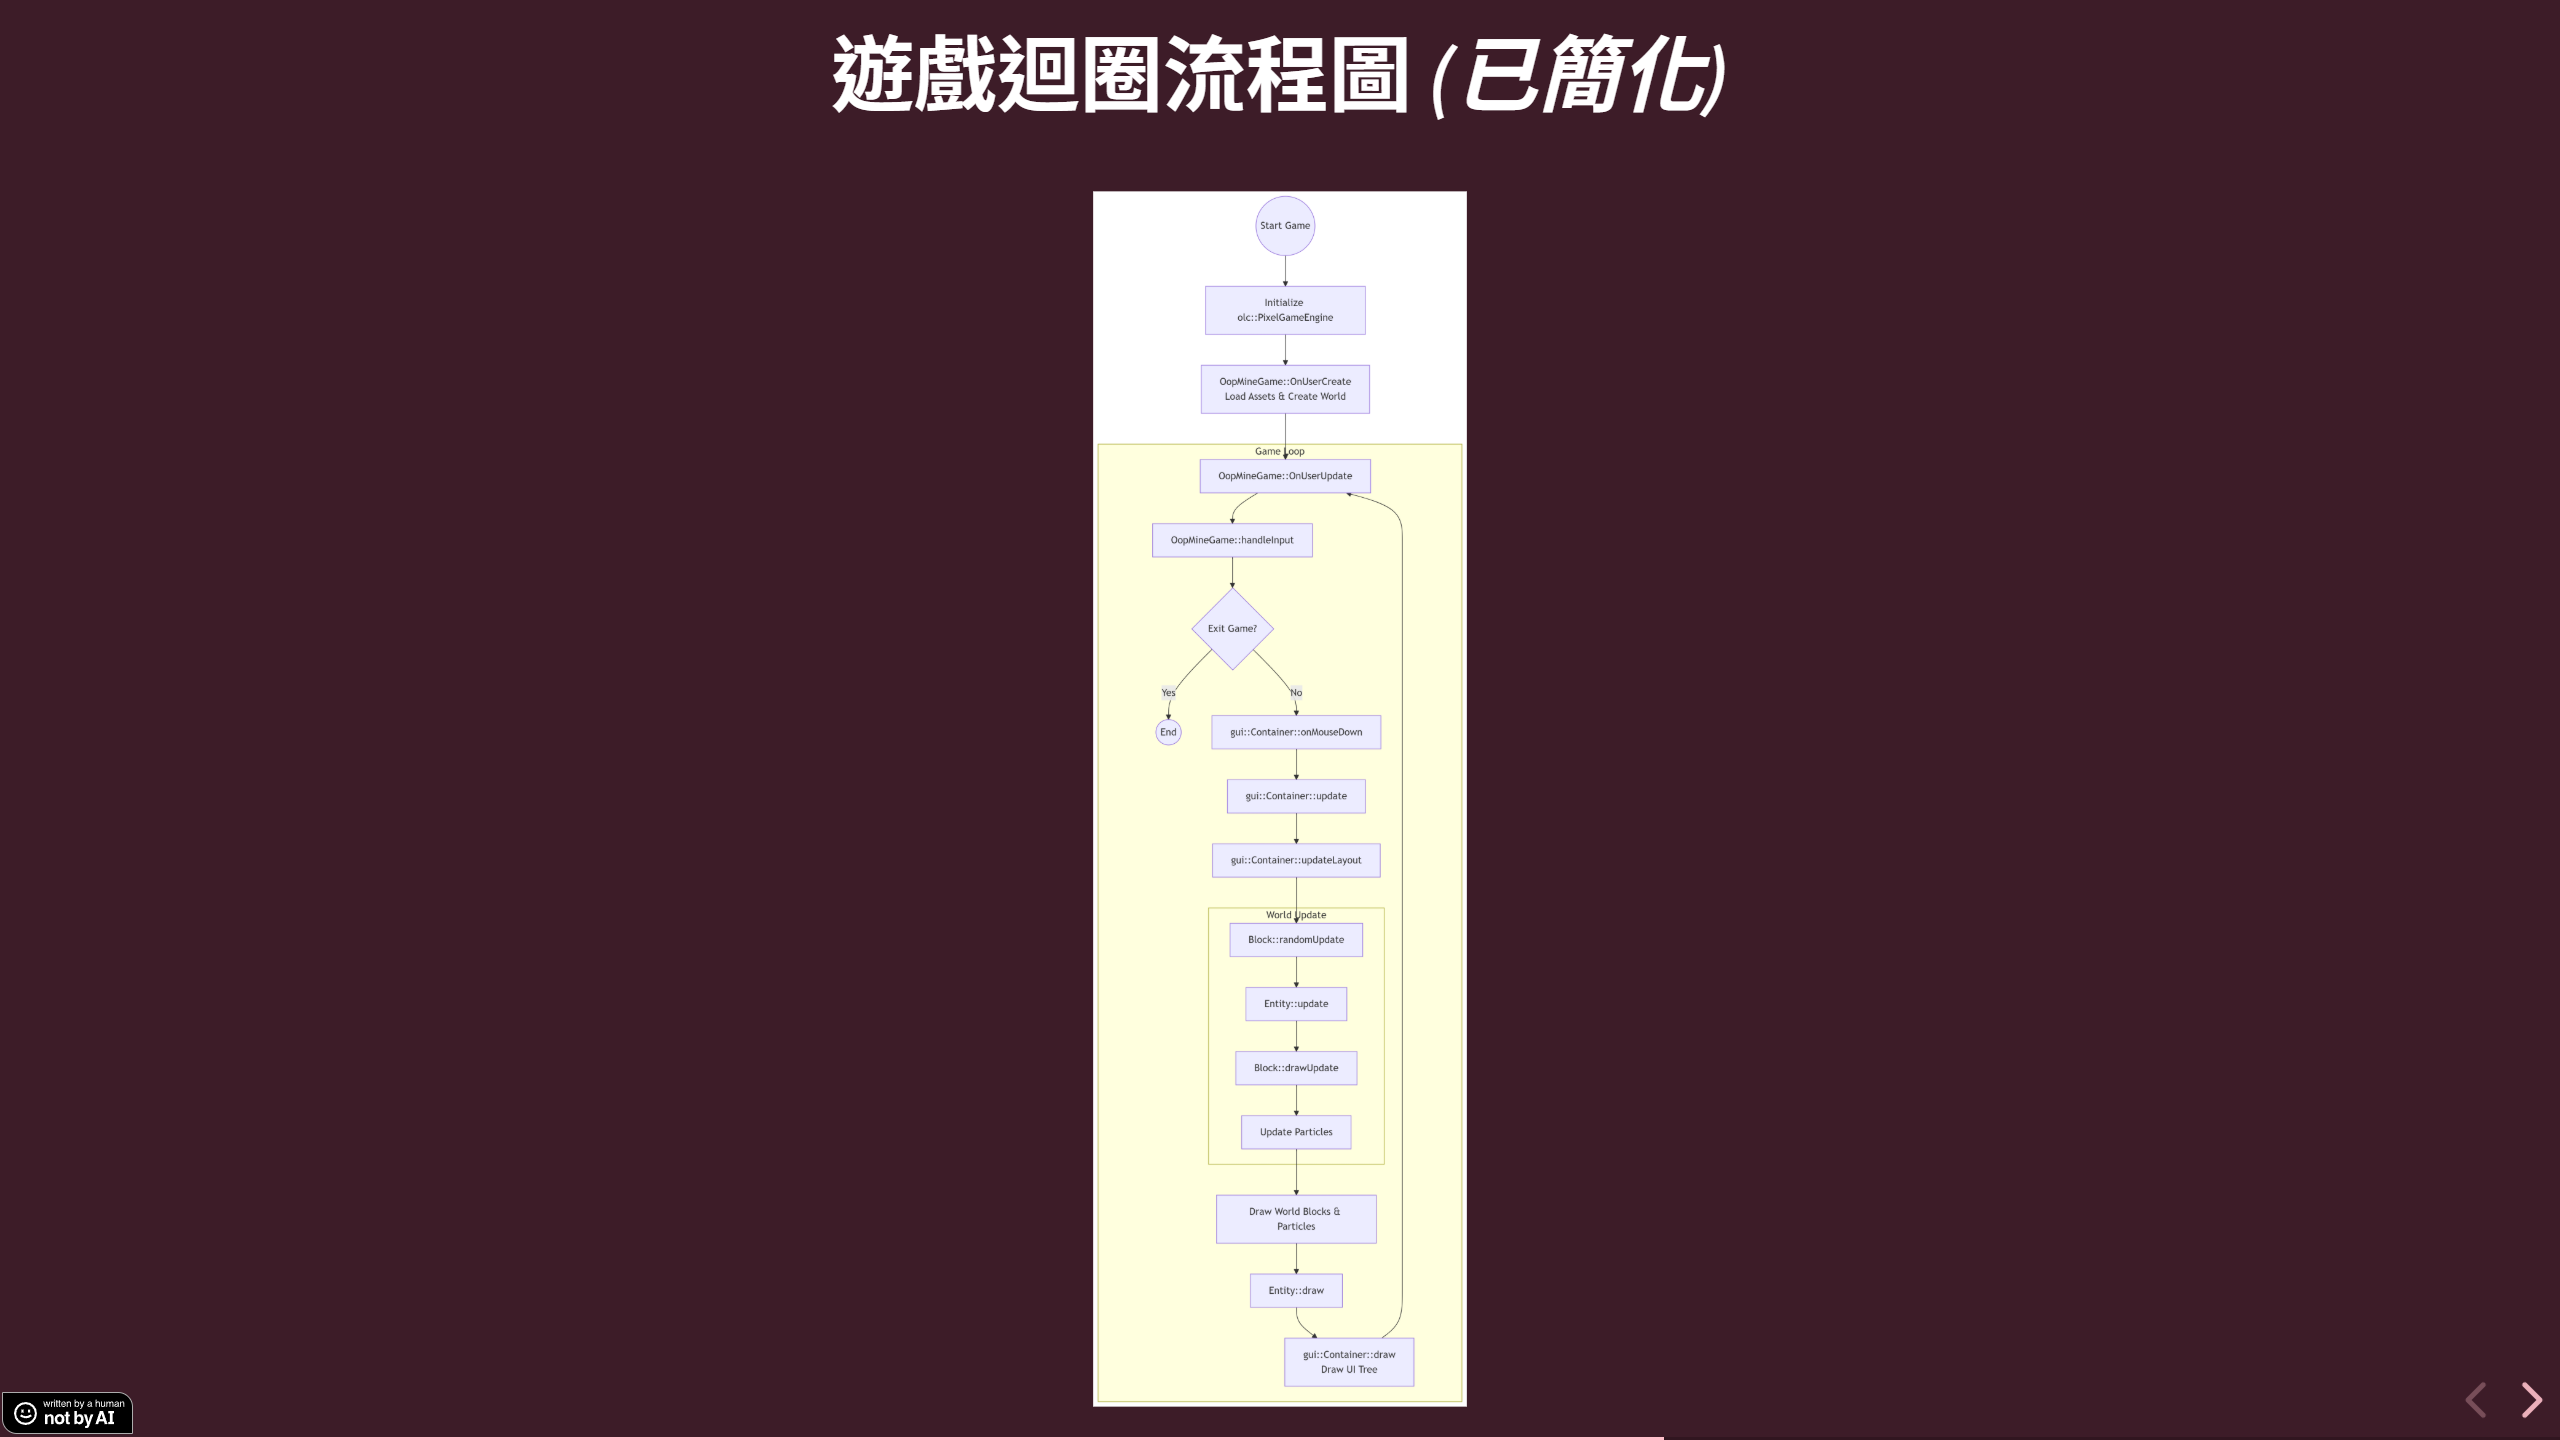 遊戲迴圈流程圖 (已簡化)
Start Game
Initialize
olc::PixelGameEngine
OopMineGame::OnUserCreate
Load Assets & Create World
Game Loop
OopMineGame::OnUserUpdate
OopMineGame::handleInput
Exit Game?
Yes
No
End
gui::Container::onMouseDown
gui::Container::update
gui::Container::updateLayout
World Update
Block::randomUpdate
Entity::update
Block::drawUpdate
Update Particles
Draw World Blocks &
Particles
Entity::draw
gui::Container::draw
Draw UI Tree
written by a human
not by AI